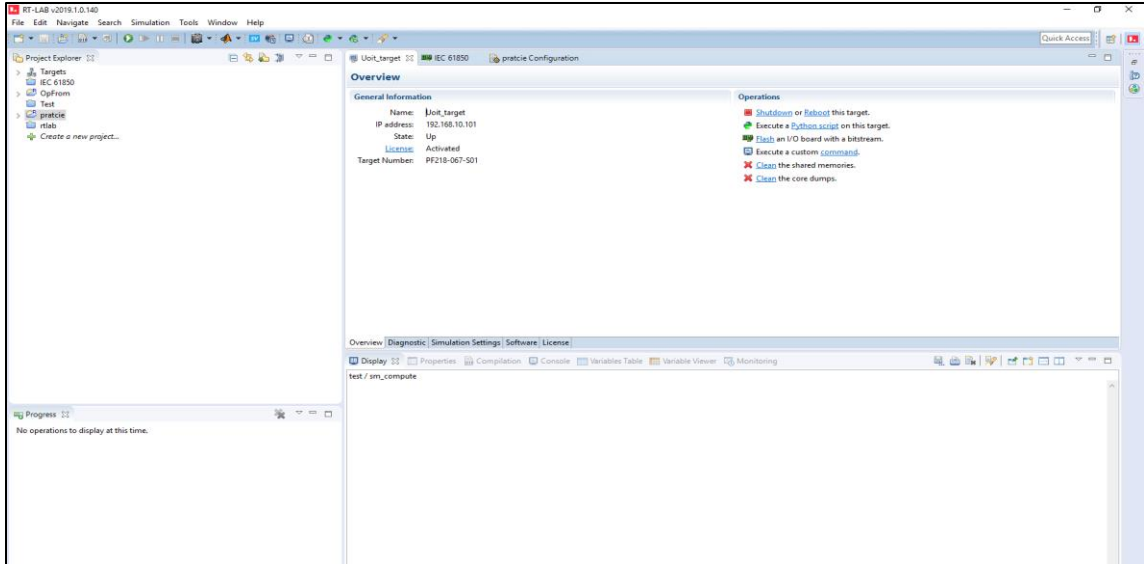 RT-LAB v2019.1.0.140
File Edit Navigate Search Simulation Tools Window Help
Quick Access
Project Explorer
Targets
IEC 61850
OpFrom
Test
pratcie
rtlab
Create a new project...
Uoit_target IEC 61850 pratcie Configuration
Overview
General Information
Name: Uoit_target
IP address: 192.168.10.101
State: Up
License: Activated
Target Number: PF218-067-S01
Operations
Shutdown or Reboot this target.
Execute a Python script on this target.
Flash an I/O board with a bitstream.
Execute a custom command.
Clean the shared memories.
Clean the core dumps.
Overview Diagnostic Simulation Settings Software License
Display Properties Compilation Console Variables Table Variable Viewer Monitoring
test / sm_compute
Progress
No operations to display at this time.